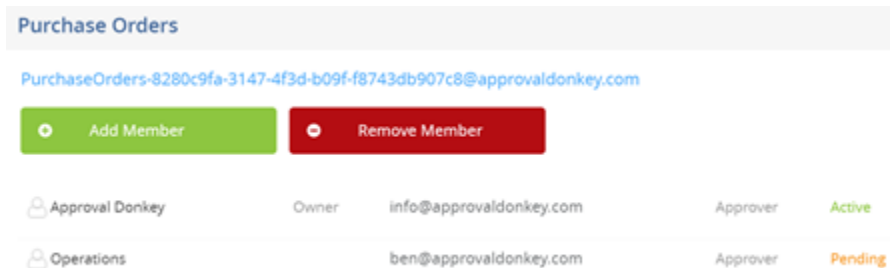 Purchase Orders
PurchaseOrders-8280c9fa-3147-4f3d-b09f-f8743db907c8@approvaldonkey.com
Add Member Remove Member
Approval Donkey Owner info@approvaldonkey.com Approver Active
Operations ben@approvaldonkey.com Approver Pending